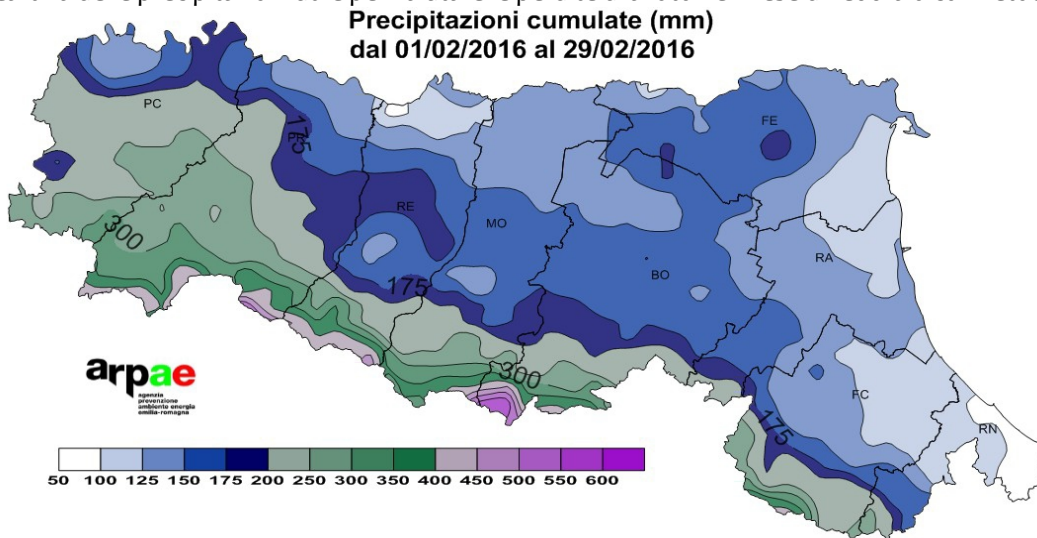 Precipitazioni cumulate (mm)
dal 01/02/2016 al 29/02/2016
PC
FE
175
PR
RE
MO
300
BO
RA
175
300
FC
175
RN
arpae
agenzia
prevenzione
ambiente energia
emilia-romagna
50 100 125 150 175 200 250 300 350 400 450 500 550 600